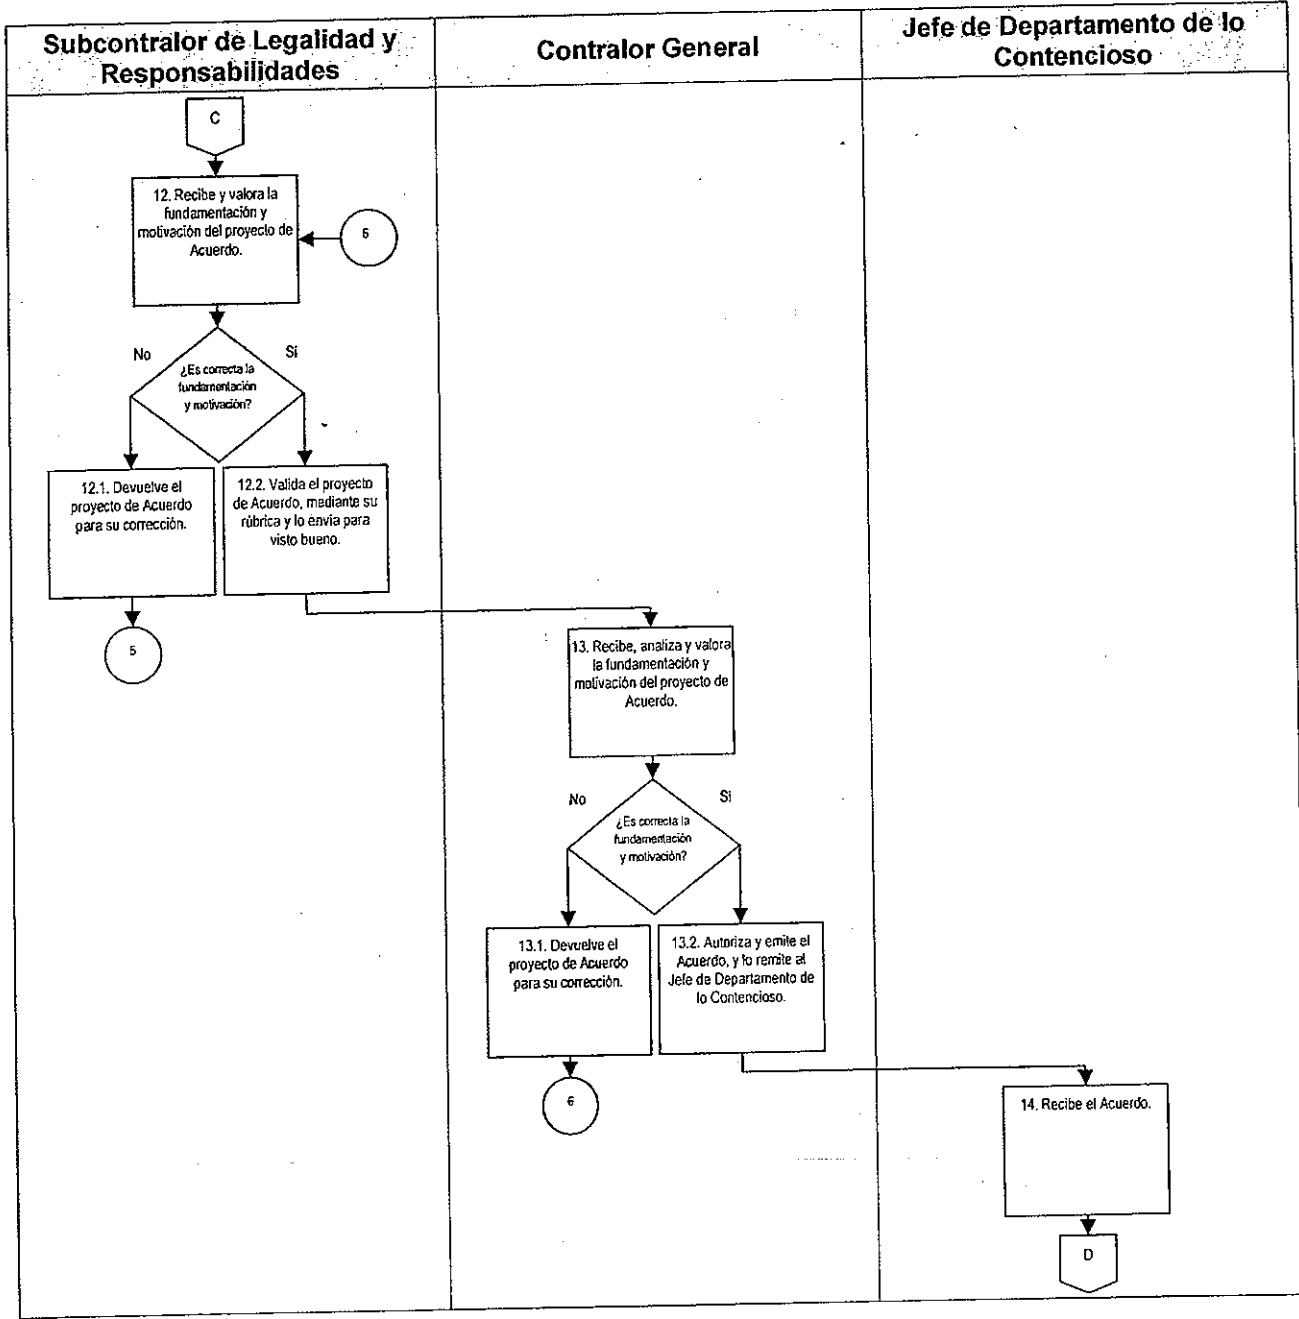 Subcontralor de Legalidad y
Responsabilidades
Contralor General
Jefe de Departamento de lo
Contencioso
C
12. Recibe y valora la
fundamentación y
motivación del proyecto de
Acuerdo.
6
No
Si
¿Es correcta la
fundamentación
y motivación?
12.1. Devuelve el
proyecto de Acuerdo
para su corrección.
12.2. Valida el proyecto
de Acuerdo, mediante su
rúbrica y lo envia para
visto bueno.
5
13. Recibe, analiza y valora
la fundamentación y
motivación del proyecto de
Acuerdo.
No
Si
¿Es correcta la
fundamentación
y motivación?
13.1. Devuelve el
proyecto de Acuerdo
para su corrección.
13.2. Autoriza y emite el
Acuerdo, y lo remite al
Jefe de Departamento de
lo Contencioso.
6
14. Recibe el Acuerdo.
D